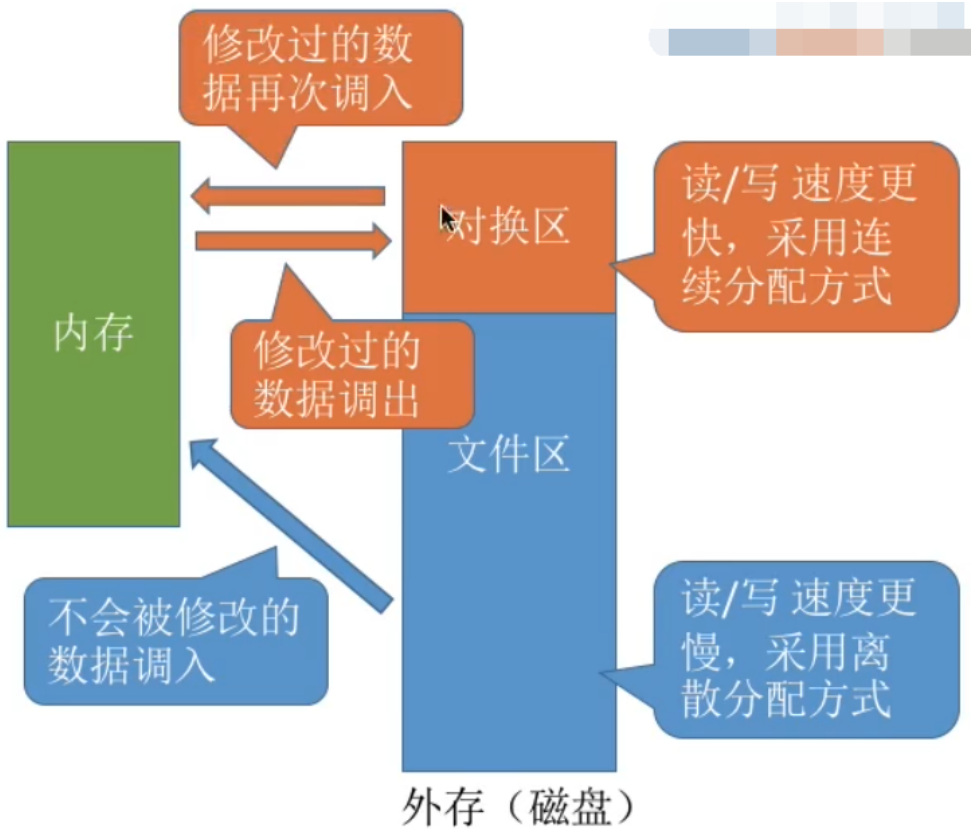 修改过的数
据再次调入
对换区
读/写 速度更
快，采用连
续分配方式
内存
修改过的
数据调出
文件区
不会被修改的
数据调入
读/写 速度更
慢，采用离
散分配方式
外存（磁盘）